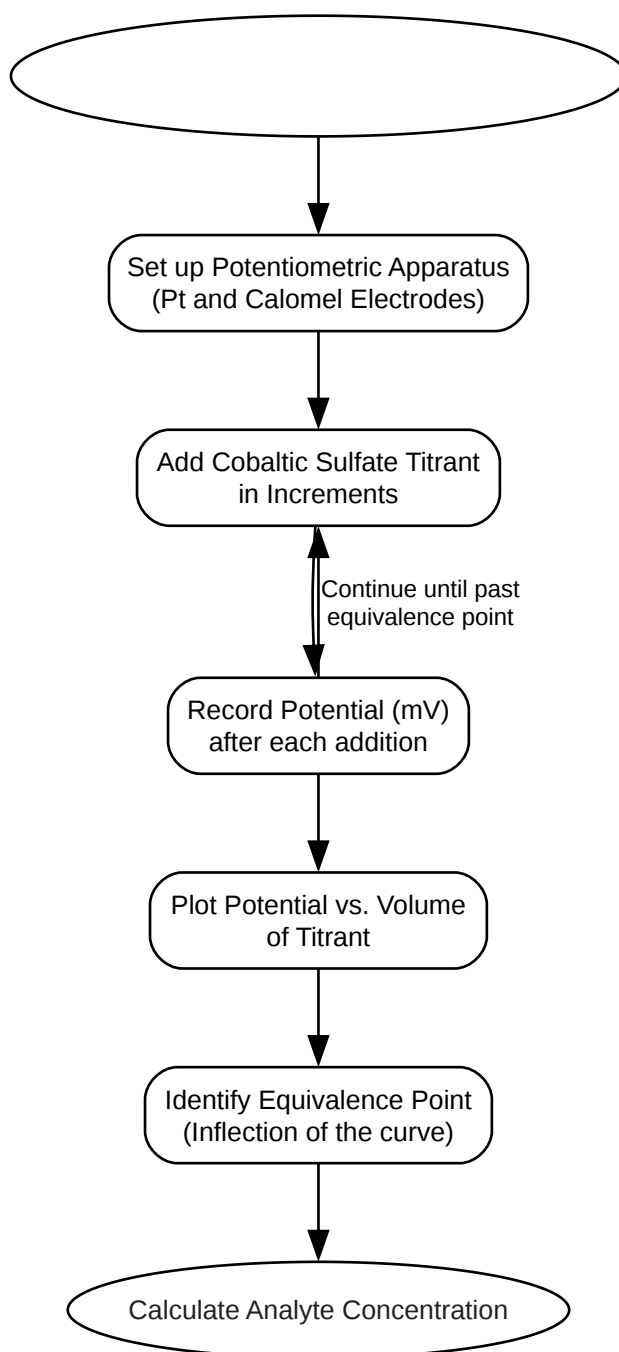 Set up Potentiometric Apparatus
(Pt and Calomel Electrodes)
Add Cobaltic Sulfate Titrant
in Increments
Continue until past
equivalence point
Record Potential (mV)
after each addition
Plot Potential vs. Volume
of Titrant
Identify Equivalence Point
(Inflection of the curve)
Calculate Analyte Concentration